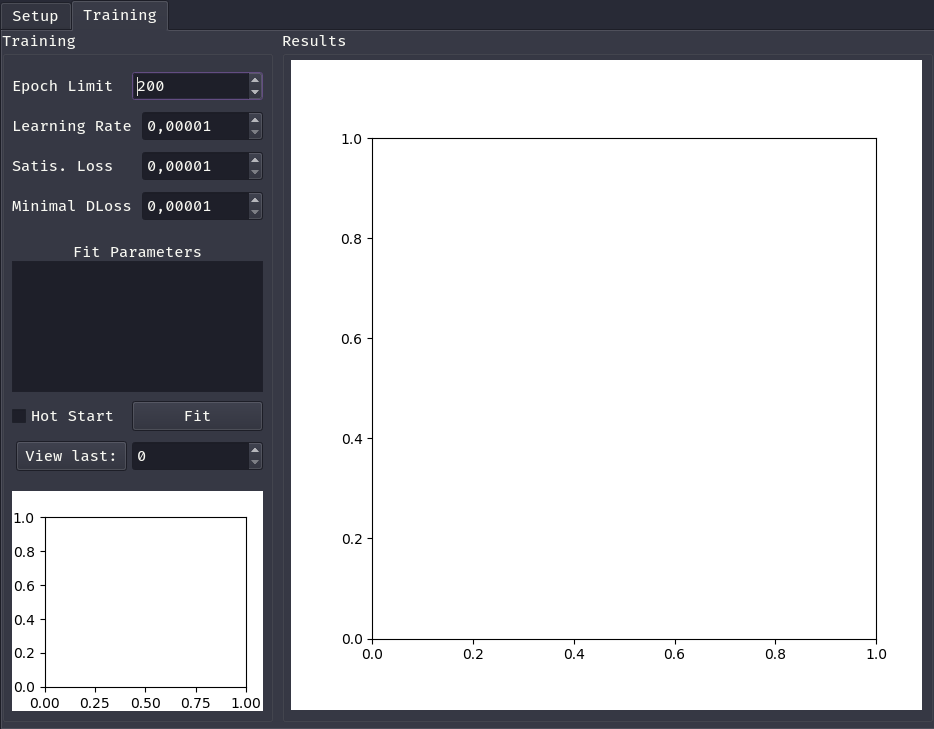 Setup Training
Training
Epoch Limit 200
Learning Rate 0,00001
Satis. Loss 0,00001
Minimal DLoss 0,00001
Fit Parameters
Hot Start Fit
View last: 0
1.0
0.8
0.6
0.4
0.2
0.0
0.00 0.25 0.50 0.75 1.00
Results
1.0
0.8
0.6
0.4
0.2
0.0
0.0 0.2 0.4 0.6 0.8 1.0